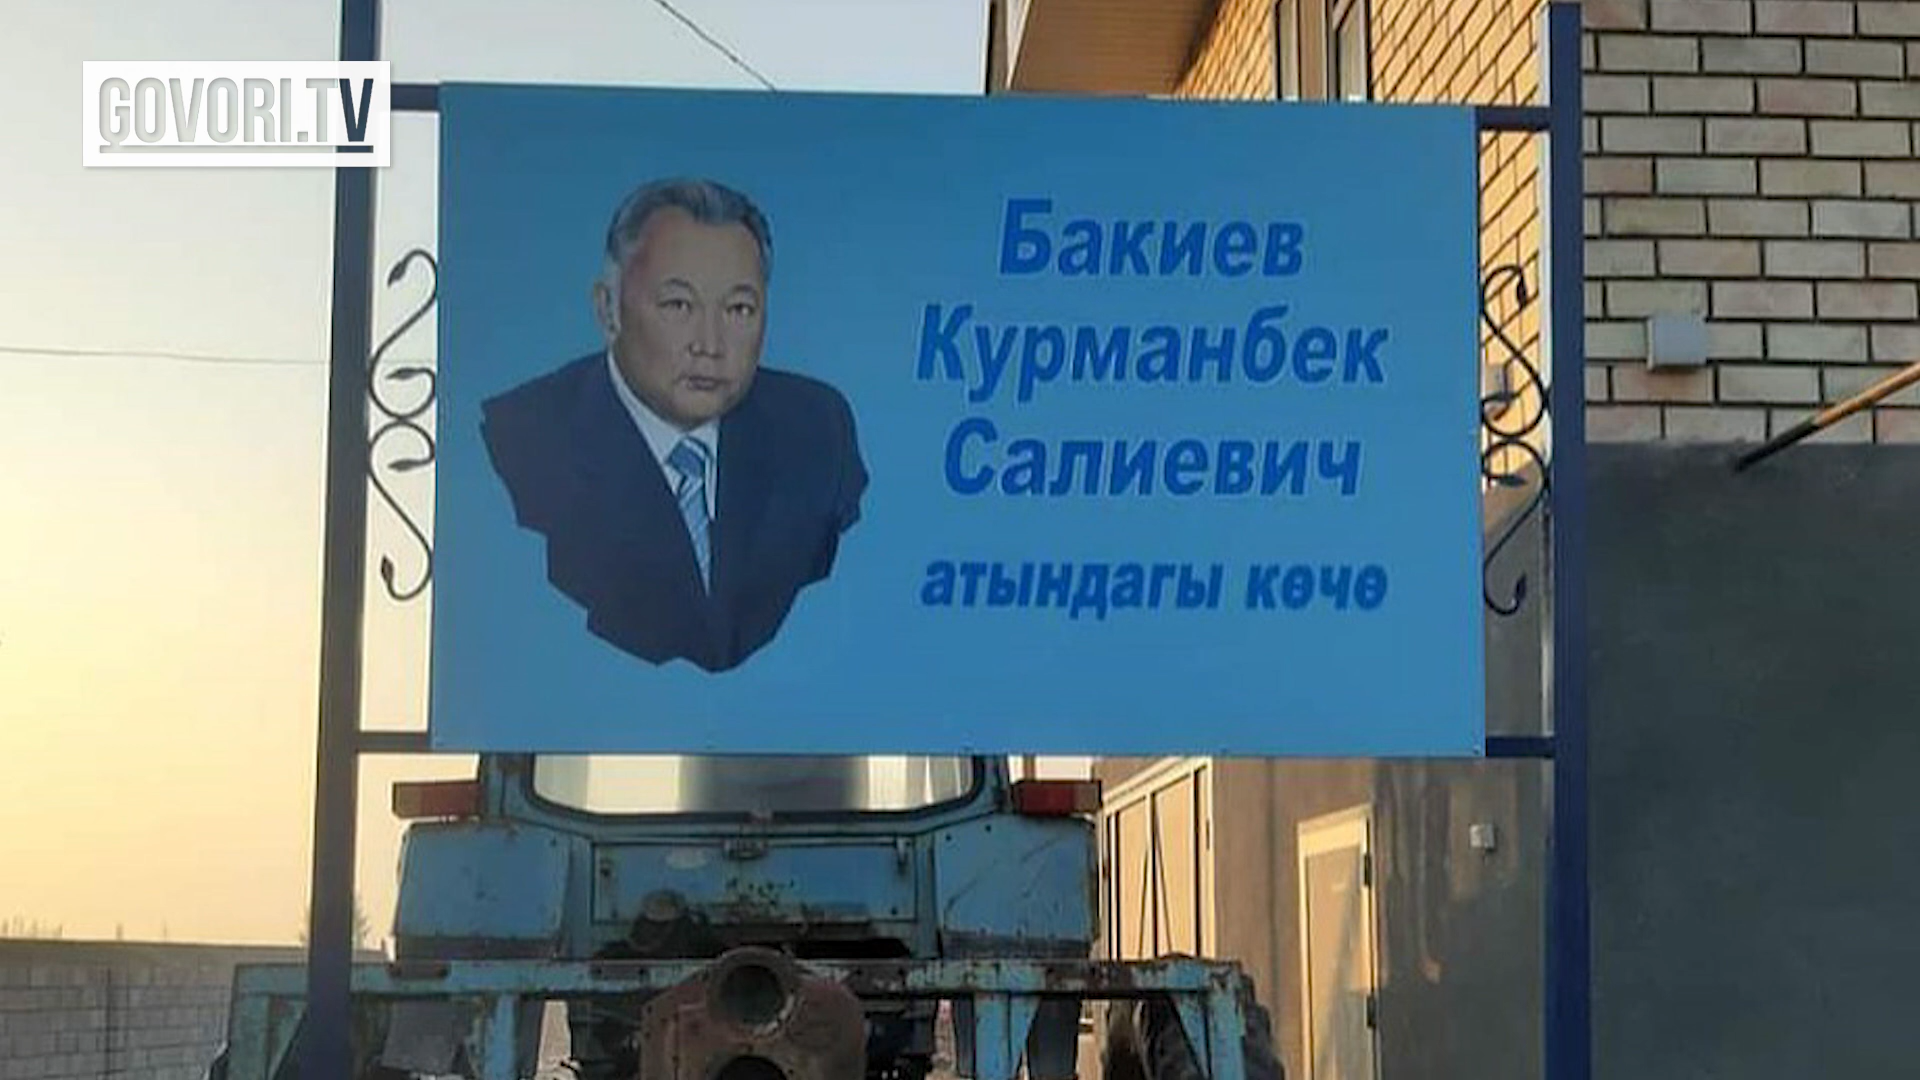 GOVORI.TV
Бакиев
Курманбек
Салиевич
атындагы көчө